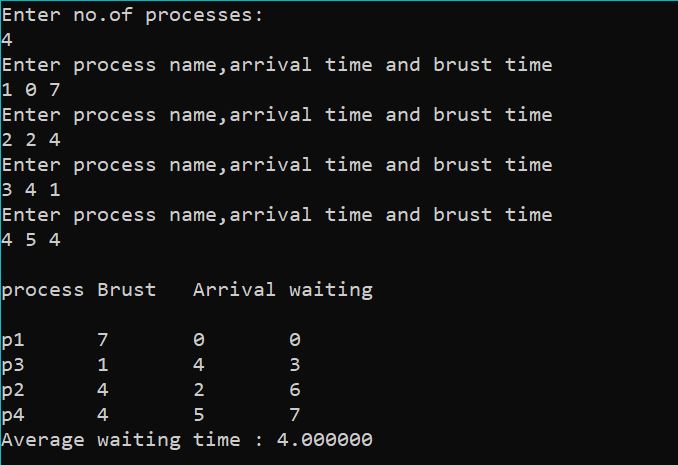 Enter no.of processes:
4
Enter process name,arrival time and brust time
1 0 7
Enter process name,arrival time and brust time
2 2 4
Enter process name,arrival time and brust time
3 4 1
Enter process name,arrival time and brust time
4 5 4
process Brust Arrival waiting
p1 7 0 0
p3 1 4 3
p2 4 2 6
p4 4 5 7
Average waiting time : 4.000000